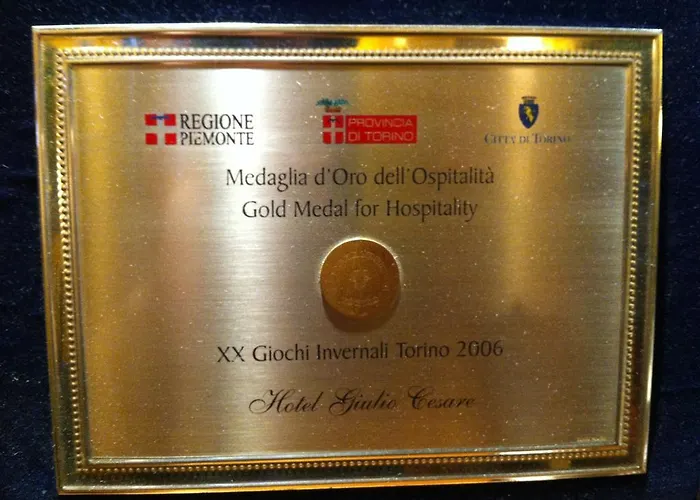 REGIONE
PIEMONTE
PROVINCIA
DI TORINO
CITTÀ DI TORINO
Medaglia d'Oro dell'Ospitalità
Gold Medal for Hospitality
XX Giochi Invernali Torino 2006
Hotel Giulio Cesare